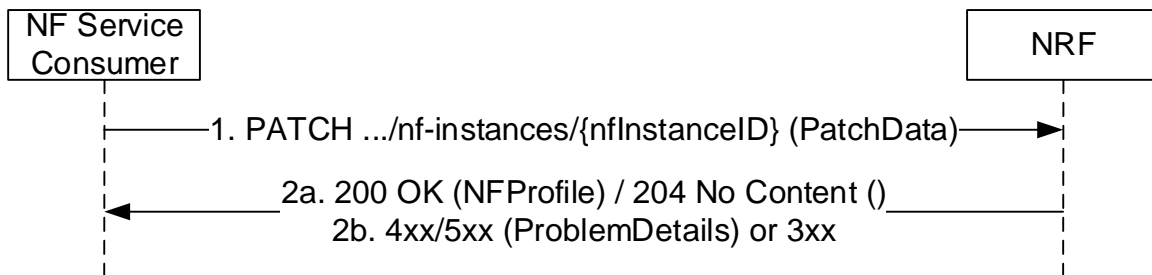 NF Service
Consumer
NRF
1. PATCH .../nf-instances/{nfInstanceID} (PatchData)
2a. 200 OK (NFProfile) / 204 No Content ()
2b. 4xx/5xx (ProblemDetails) or 3xx